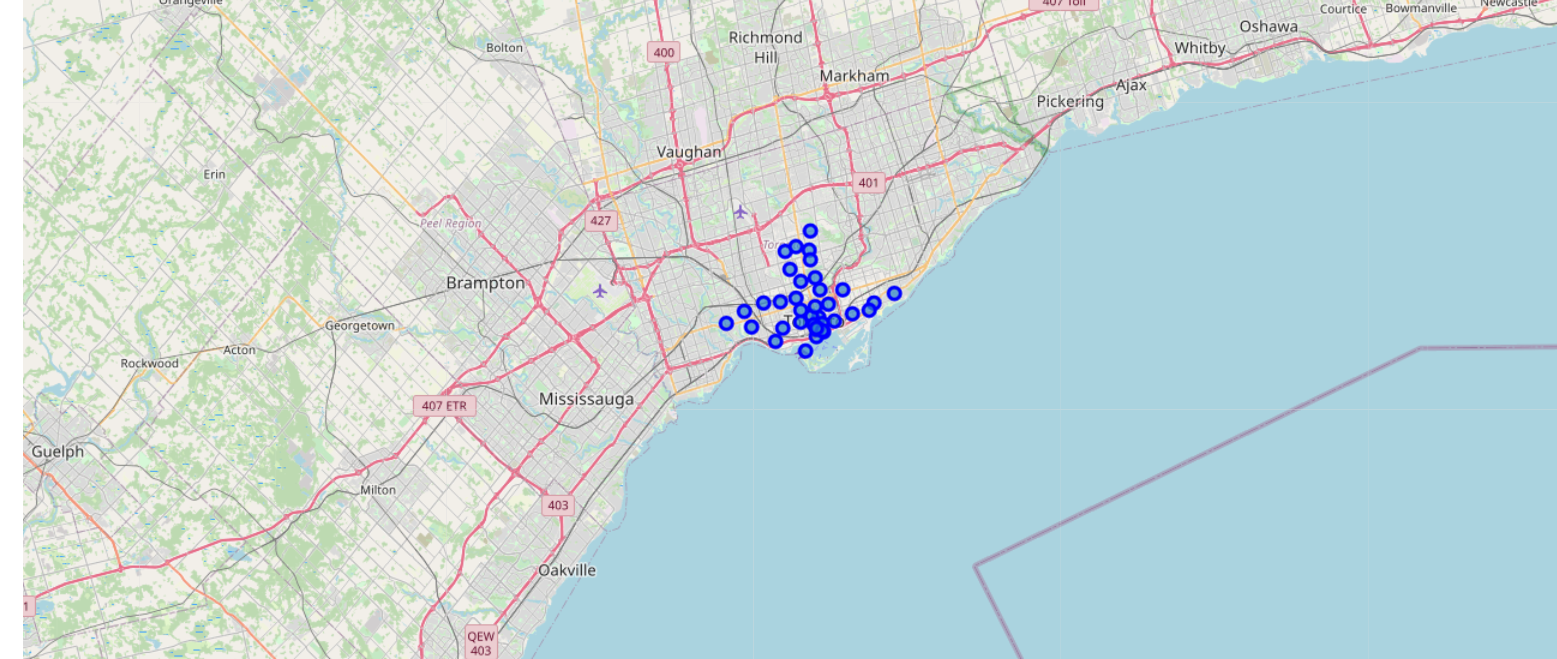 Orangeville
407 Toll
Courtice
Bowmanville
Newcastle
Oshawa
Richmond
Hill
Bolton
400
Whitby
Markham
Ajax
Pickering
Vaughan
Erin
401
Peel Region
427
Brampton
Georgetown
Acton
Rockwood
Mississauga
407 ETR
Guelph
Milton
403
Oakville
QEW
403